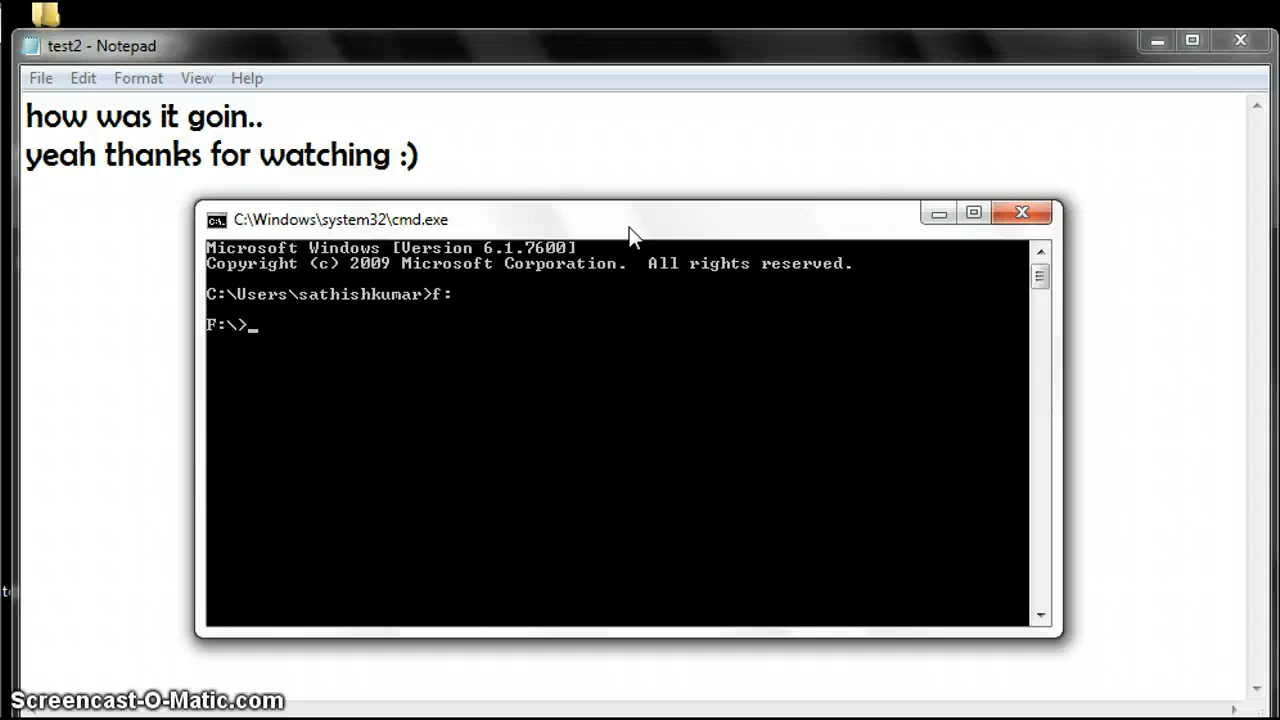 test2 - Notepad
File Edit Format View Help
how was it goin..
yeah thanks for watching :)
C:\Windows\system32\cmd.exe
Microsoft Windows [Version 6.1.7600]
Copyright (c) 2009 Microsoft Corporation. All rights reserved.
C:\Users\sathishkumar>f:
F:\>_
Screencast-O-Matic.com